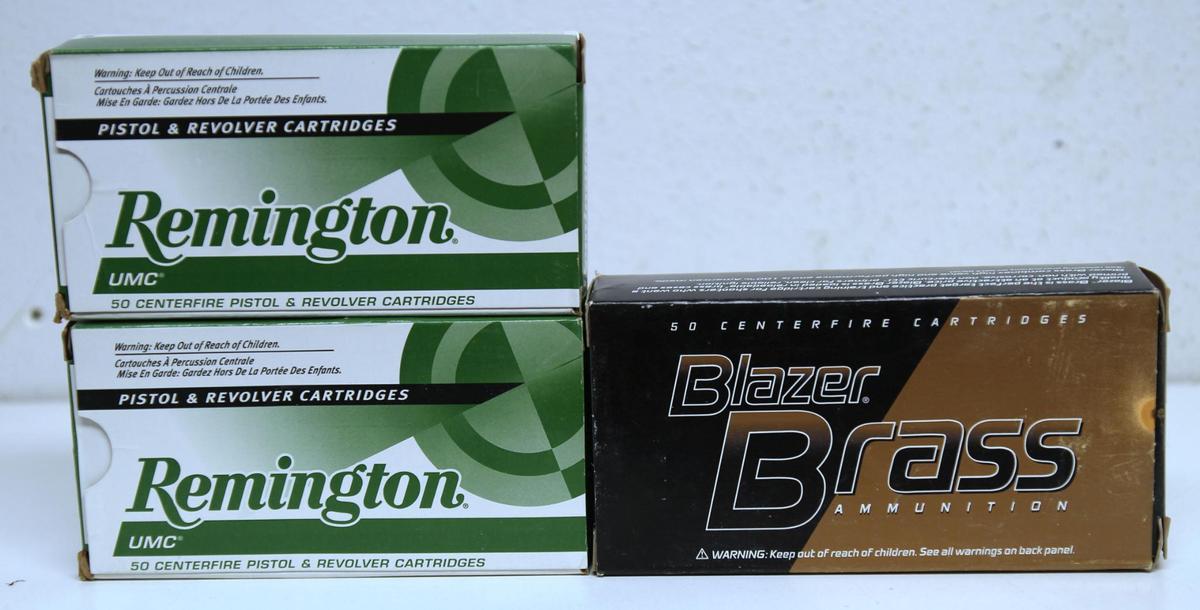 Warning: Keep Out of Reach of Children.
Cartouches À Percussion Centrale
Mise En Garde: Gardez Hors De La Portée Des Enfants.
PISTOL & REVOLVER CARTRIDGES
Remington®
UMC®
50 CENTERFIRE PISTOL & REVOLVER CARTRIDGES
Warning: Keep Out of Reach of Children.
Cartouches À Percussion Centrale
Mise En Garde: Gardez Hors De La Portée Des Enfants.
PISTOL & REVOLVER CARTRIDGES
Remington®
UMC®
50 CENTERFIRE PISTOL & REVOLVER CARTRIDGES
50 CENTERFIRE CARTRIDGES
Blazer®
Brass
AMMUNITION
⚠ WARNING: Keep out of reach of children. See all warnings on back panel.